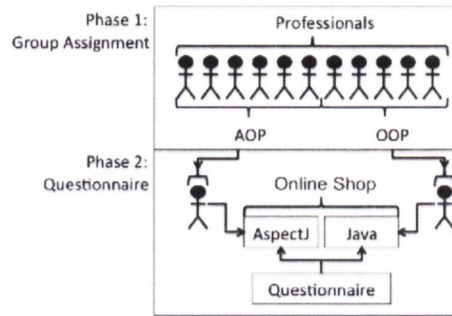 Phase 1:
Group Assignment
Professionals
AOP
OOP
Phase 2:
Questionnaire
Online Shop
AspectJ
Java
Questionnaire